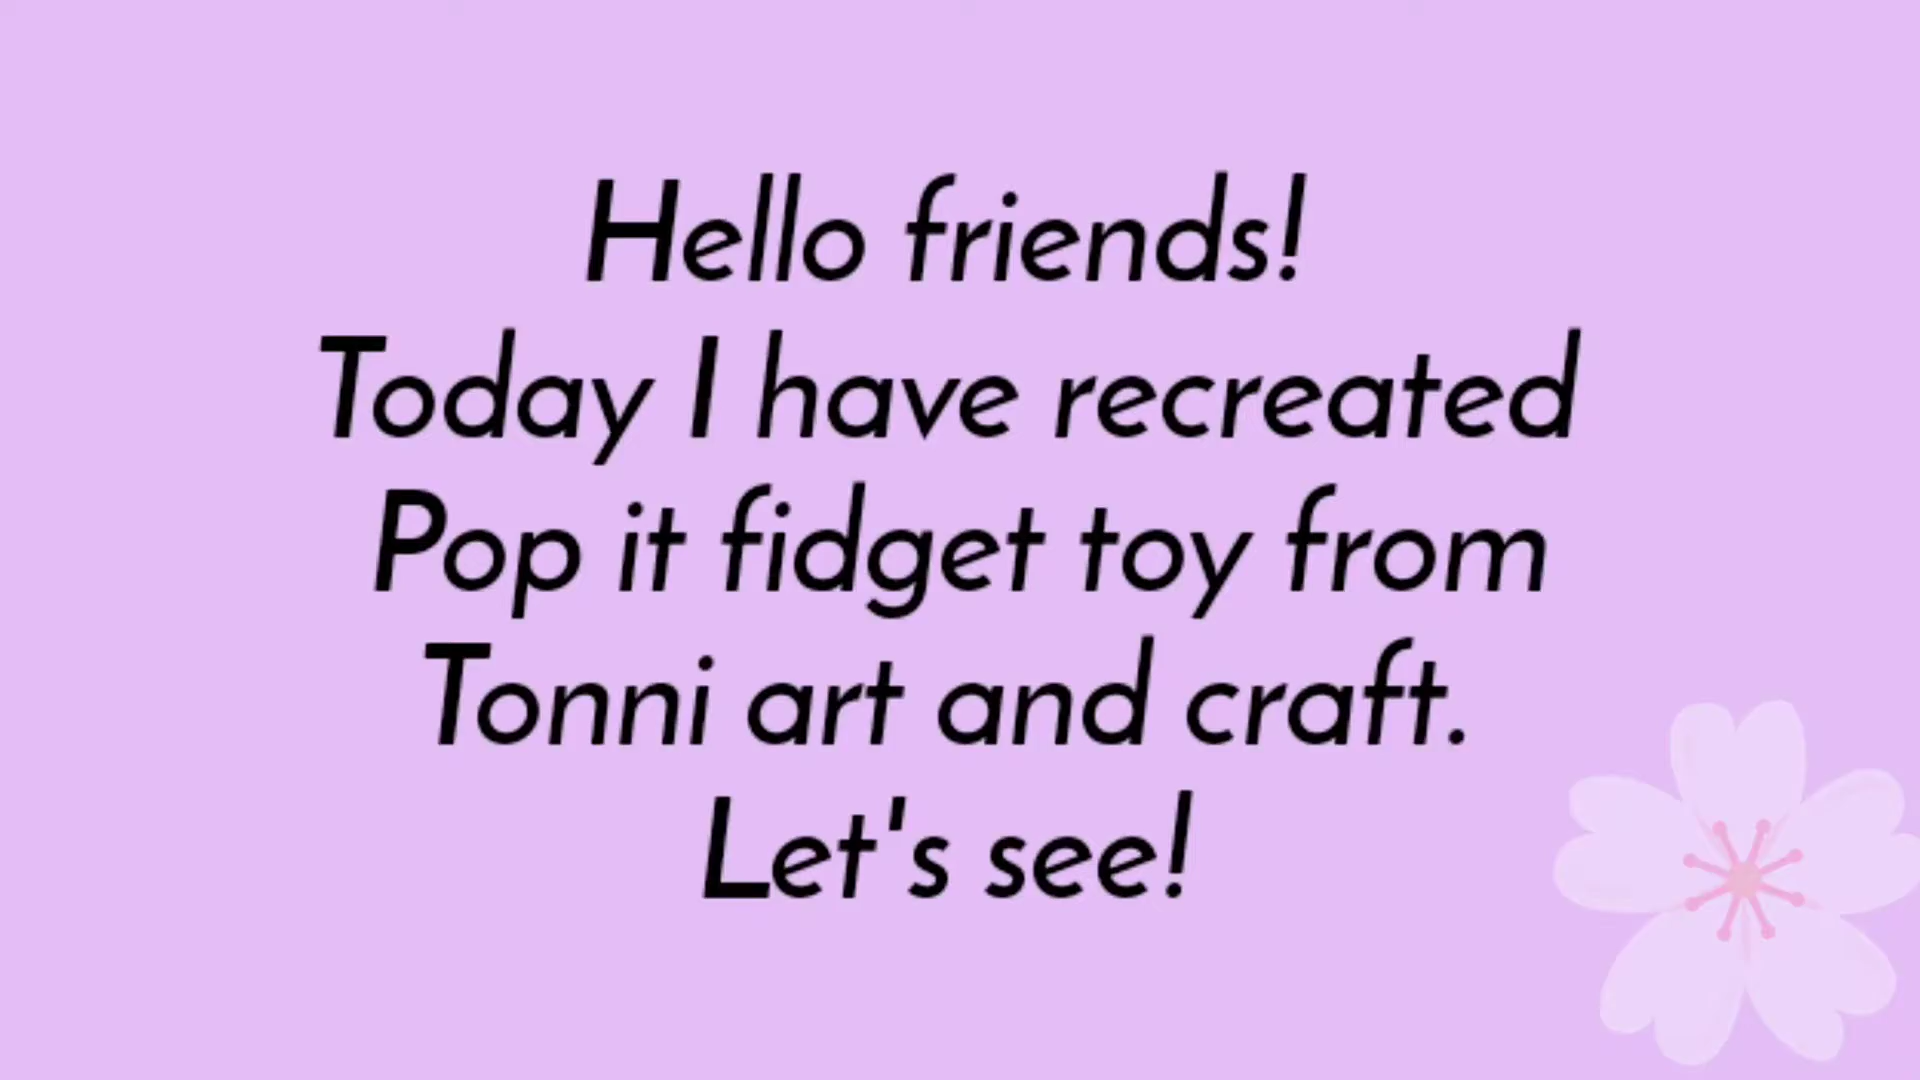 Hello friends!
Today I have recreated
Pop it fidget toy from
Tonni art and craft.
Let's see!